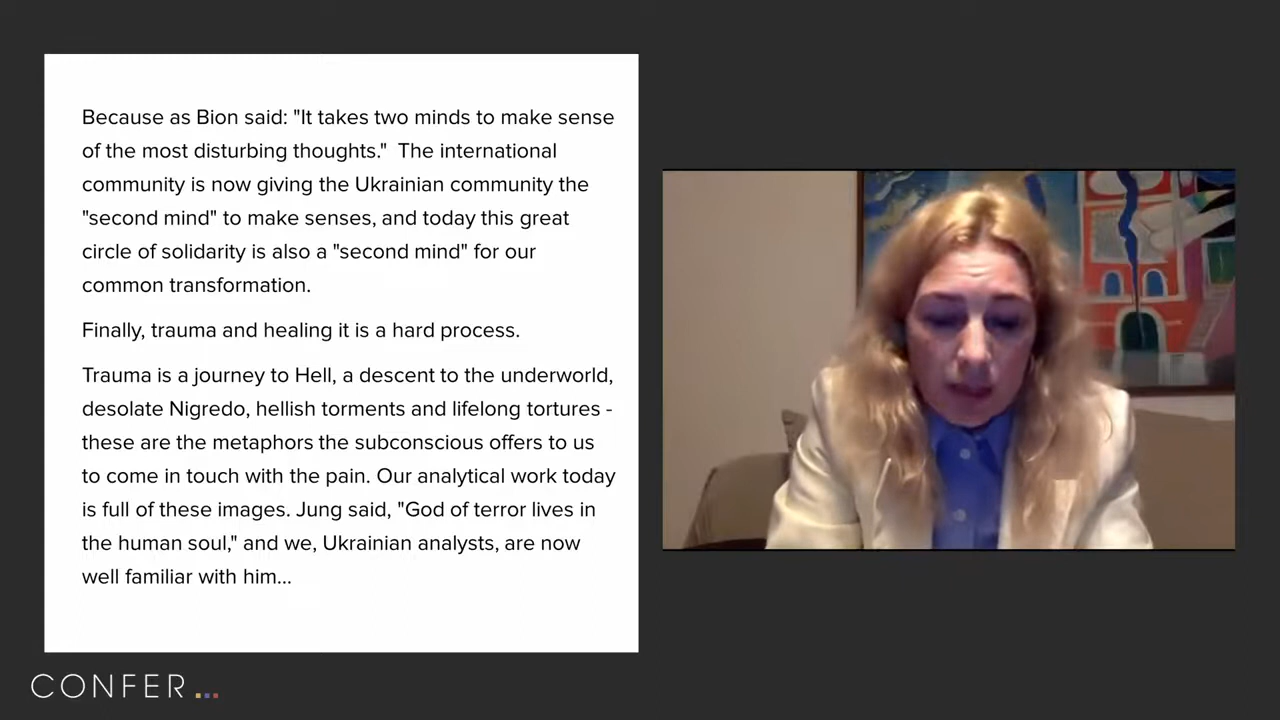 Because as Bion said: "It takes two minds to make sense
of the most disturbing thoughts."  The international
community is now giving the Ukrainian community the
"second mind" to make senses, and today this great
circle of solidarity is also a "second mind" for our
common transformation.
Finally, trauma and healing it is a hard process.
Trauma is a journey to Hell, a descent to the underworld,
desolate Nigredo, hellish torments and lifelong tortures -
these are the metaphors the subconscious offers to us
to come in touch with the pain. Our analytical work today
is full of these images. Jung said, "God of terror lives in
the human soul," and we, Ukrainian analysts, are now
well familiar with him...
CONFER...